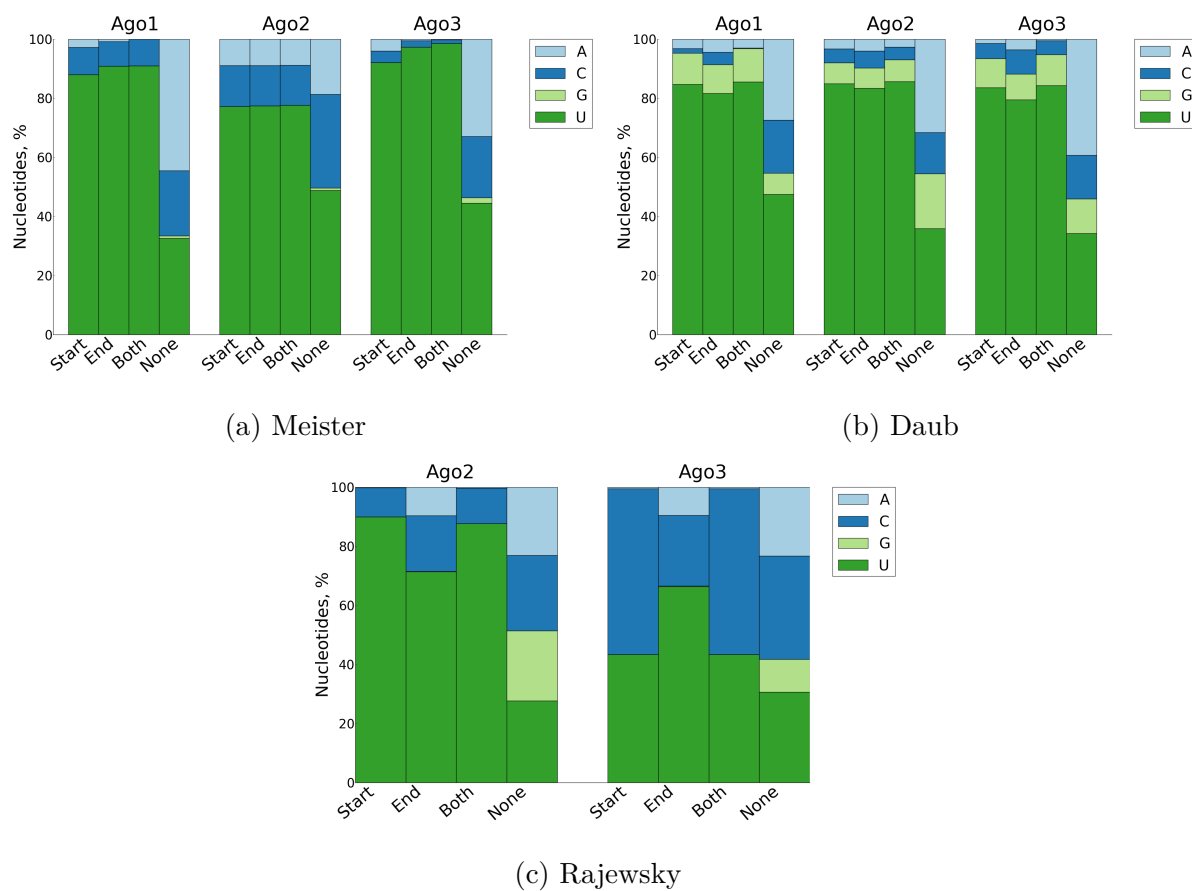 Ago1 Ago2 Ago3
Nucleotides, %
100
80
60
40
20
0
Start End Both None Start End Both None Start End Both None
A
C
G
U
(a) Meister
Ago1 Ago2 Ago3
Nucleotides, %
100
80
60
40
20
0
Start End Both None Start End Both None Start End Both None
A
C
G
U
(b) Daub
Ago2 Ago3
Nucleotides, %
100
80
60
40
20
0
Start End Both None Start End Both None
A
C
G
U
(c) Rajewsky